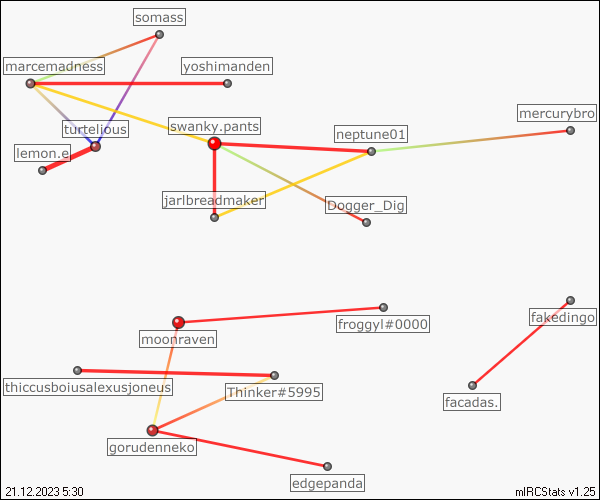 somass
marcemadness
yoshimanden
mercurybro
swanky.pants
turtelious
neptune01
lemon.e
jarlbreadmaker
Dogger_Dig
fakedingo
froggyl#0000
moonraven
thiccusboiusalexusjoneus
Thinker#5995
facadas.
gorudenneko
edgepanda
21.12.2023 5:30
mIRCStats v1.25